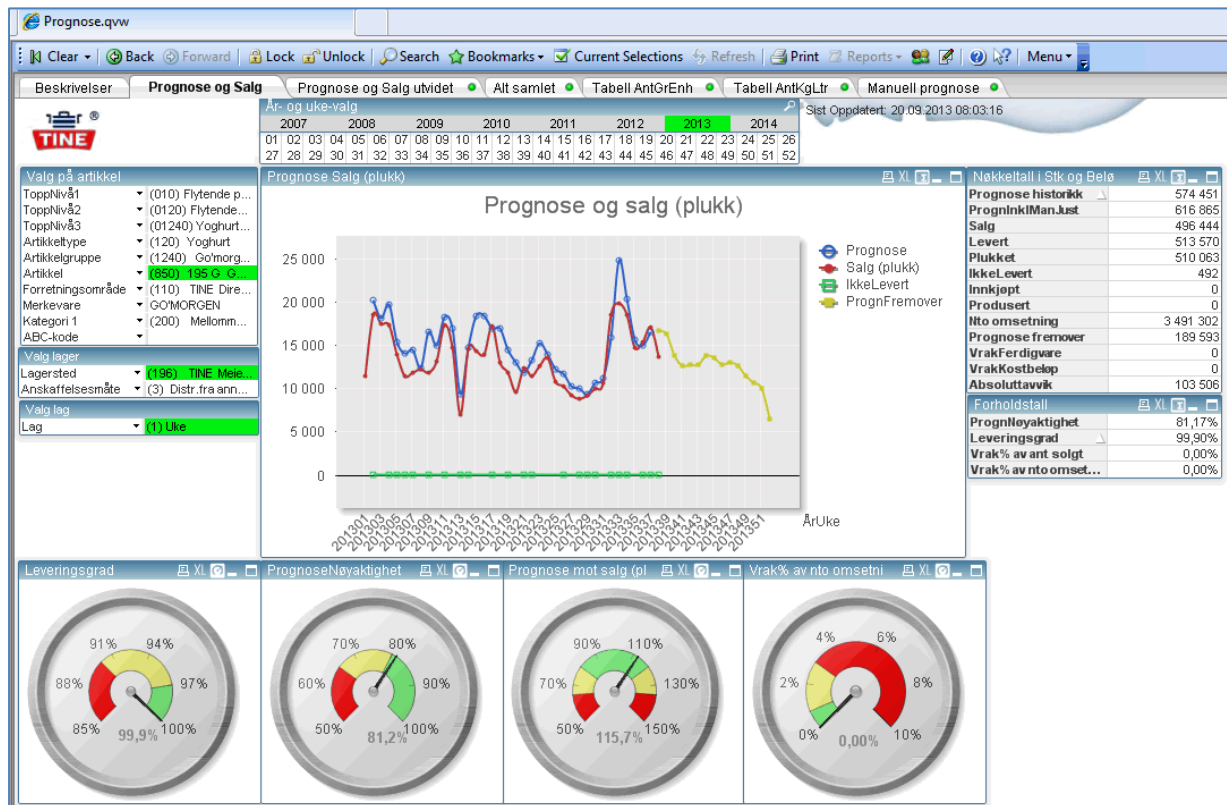 Prognose.qvw
Clear Back Forward Lock Unlock Search Bookmarks Current Selections Refresh Print Reports Menu
Beskrivelser Prognose og Salg Prognose og Salg utvidet Alt samlet Tabell AntGrEnh Tabell AntKgLtr Manuell prognose
TINE ®
År- og uke-valg
2007 2008 2009 2010 2011 2012 2013 2014
01 02 03 04 05 06 07 08 09 10 11 12 13 14 15 16 17 18 19 20 21 22 23 24 25 26
27 28 29 30 31 32 33 34 35 36 37 38 39 40 41 42 43 44 45 46 47 48 49 50 51 52
Sist Oppdatert: 20.09.2013 08:03:16
Valg på artikkel
ToppNivå1 (010) Flytende p...
ToppNivå2 (0120) Flytende...
ToppNivå3 (01240) Yoghurt...
Artikkeltype (120) Yoghurt
Artikkelgruppe (1240) Go'morg...
Artikkel (850) 195 G G...
Forretningsområde (110) TINE Dire...
Merkevare GO'MORGEN
Kategori 1 (200) Mellomm...
ABC-kode
Valg lager
Lagersted (196) TINE Meie...
Anskaffelsesmåte (3) Distr.fra ann...
Valg lag
Lag (1) Uke
Prognose Salg (plukk) XL
Prognose og salg (plukk)
25 000
20 000
15 000
10 000
5 000
0
Prognose
Salg (plukk)
IkkeLevert
PrognFremover
201301 201303 201305 201307 201309 201311 201313 201315 201317 201319 201321 201323 201325 201327 201329 201331 201333 201335 201337 201339 201341 201343 201345 201347 201349 201351
ÅrUke
Nøkkeltall i Stk og Belø XL
Prognose historikk 574 451
PrognInklManJust 616 865
Salg 496 444
Levert 513 570
Plukket 510 063
IkkeLevert 492
Innkjøpt 0
Produsert 0
Nto omsetning 3 491 302
Prognose fremover 189 593
VrakFerdigvare 0
VrakKostbeløp 0
Absoluttavvik 103 506
Forholdstall XL
PrognNøyaktighet 81,17%
Leveringsgrad 99,90%
Vrak% av ant solgt 0,00%
Vrak% av nto omset... 0,00%
Leveringsgrad XL
85% 88% 91% 94% 97% 100%
99,9%
PrognoseNøyaktighet XL
50% 60% 70% 80% 90% 100%
81,2%
Prognose mot salg (pl XL
50% 70% 90% 110% 130% 150%
115,7%
Vrak% av nto omsetni XL
0% 2% 4% 6% 8% 10%
0,00%